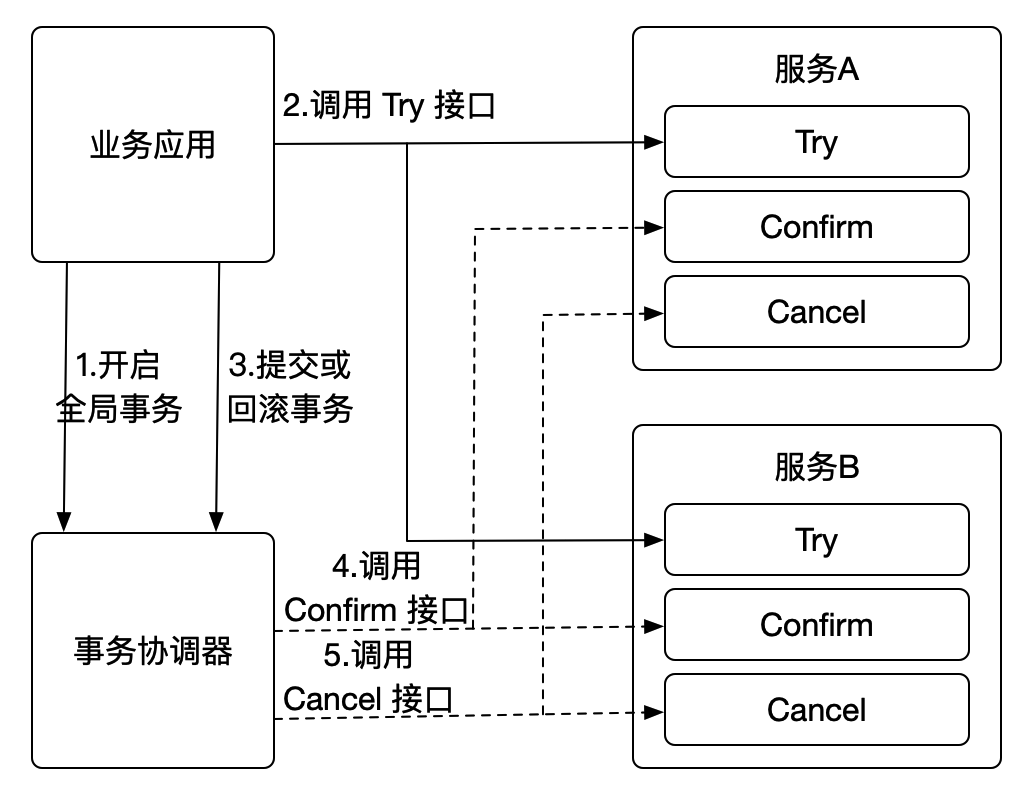 业务应用
2.调用 Try 接口
服务A
Try
Confirm
Cancel
1.开启
全局事务
3.提交或
回滚事务
服务B
Try
Confirm
Cancel
事务协调器
4.调用
Confirm 接口
5.调用
Cancel 接口